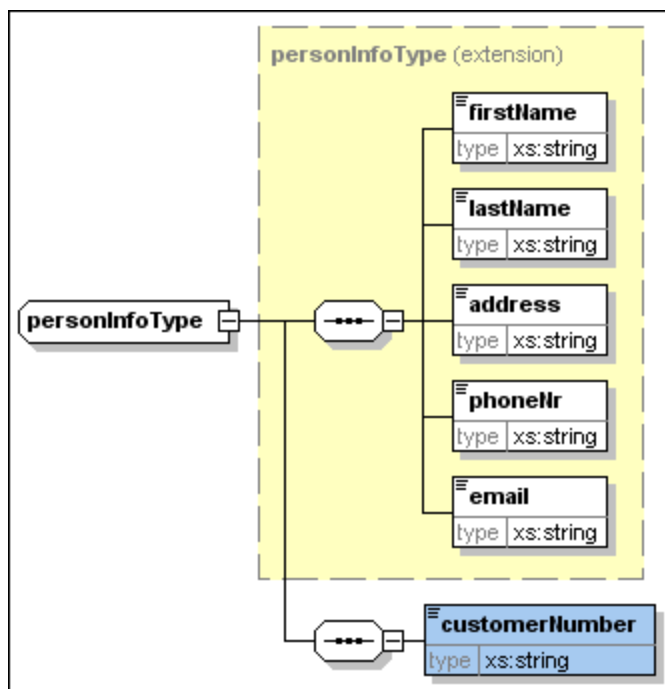 personInfoType (extension)
firstName
type xs:string
lastName
type xs:string
personInfoType
address
type xs:string
phoneNr
type xs:string
email
type xs:string
customerNumber
type xs:string